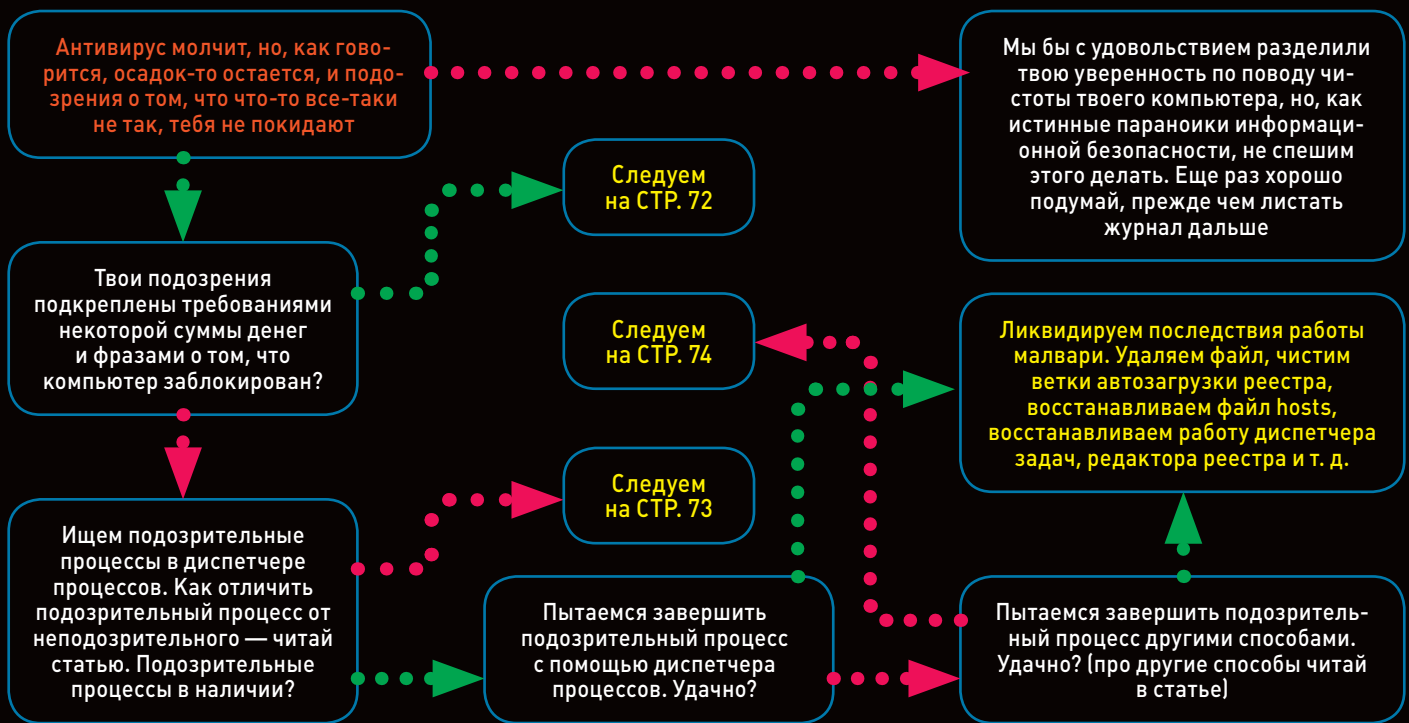 Антивирус молчит, но, как гово-
рится, осадок-то остается, и подо-
зрения о том, что что-то все-таки
не так, тебя не покидают
Мы бы с удовольствием разделили
твою уверенность по поводу чи-
стоты твоего компьютера, но, как
истинные параноики информаци-
онной безопасности, не спешим
этого делать. Еще раз хорошо
подумай, прежде чем листать
журнал дальше
Следуем
на СТР. 72
Твои подозрения
подкреплены требованиями
некоторой суммы денег
и фразами о том, что
компьютер заблокирован?
Следуем
на СТР. 74
Ликвидируем последствия работы
малвари. Удаляем файл, чистим
ветки автозагрузки реестра,
восстанавливаем файл hosts,
восстанавливаем работу диспетчера
задач, редактора реестра и т. д.
Следуем
на СТР. 73
Ищем подозрительные
процессы в диспетчере
процессов. Как отличить
подозрительный процесс от
неподозрительного — читай
статью. Подозрительные
процессы в наличии?
Пытаемся завершить
подозрительный процесс
с помощью диспетчера
процессов. Удачно?
Пытаемся завершить подозритель-
ный процесс другими способами.
Удачно? (про другие способы читай
в статье)